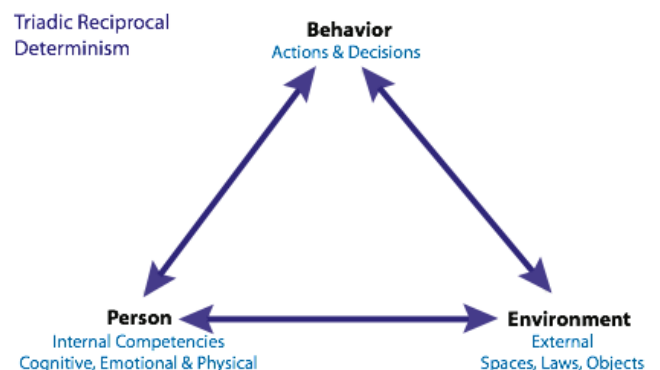 Triadic Reciprocal
Determinism
Behavior
Actions & Decisions
Person
Internal Competencies
Cognitive, Emotional & Physical
Environment
External
Spaces, Laws, Objects